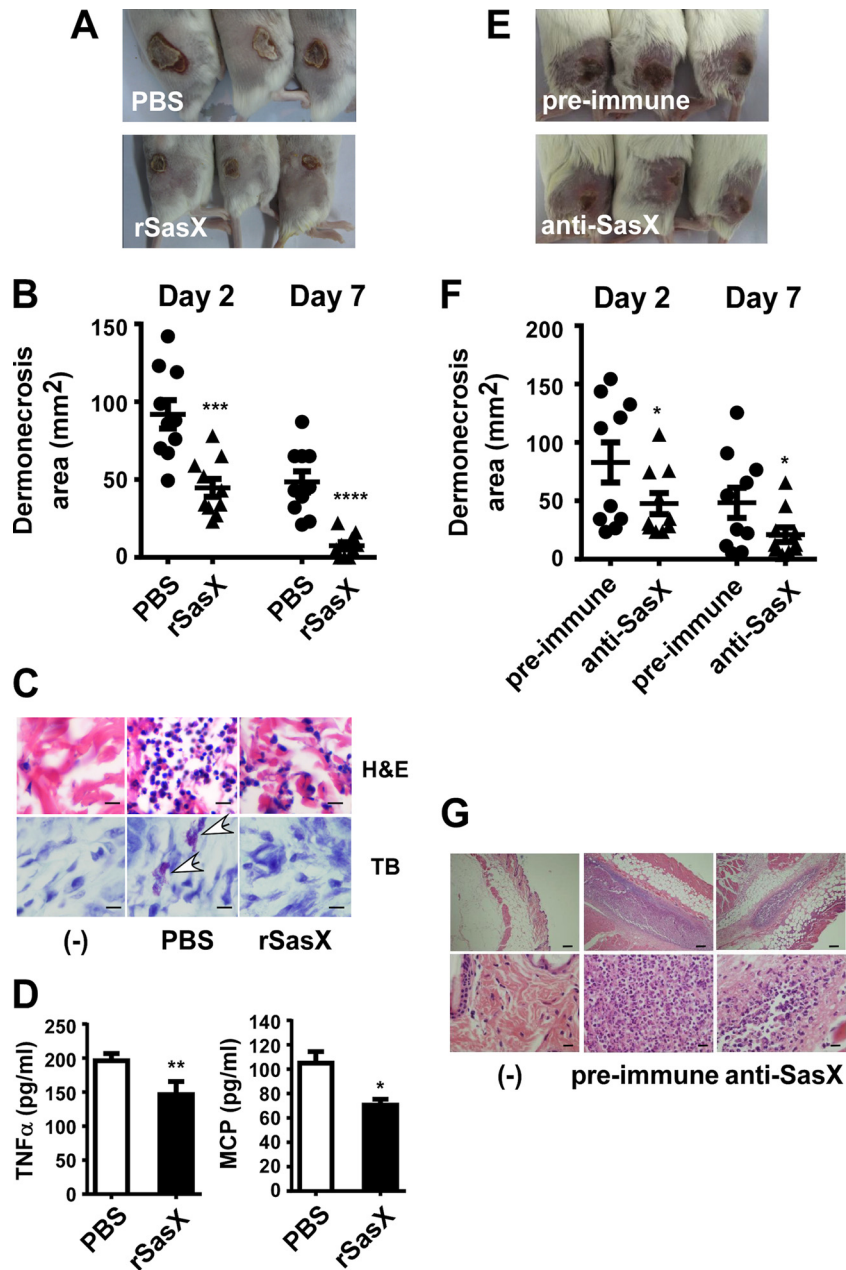 A
PBS
rSasX
B
Day 2 Day 7
Dermonecrosis
area (mm2)
150
100
50
0
***
****
PBS
rSasX
PBS
rSasX
C
H&E
TB
(-) PBS rSasX
D
TNFα (pg/ml)
250
200
150
100
50
0
**
PBS
rSasX
MCP (pg/ml)
120
100
80
60
40
20
0
*
PBS
rSasX
E
pre-immune
anti-SasX
F
Day 2 Day 7
Dermonecrosis
area (mm2)
200
150
100
50
0
*
*
pre-immune
anti-SasX
pre-immune
anti-SasX
G
(-) pre-immune anti-SasX